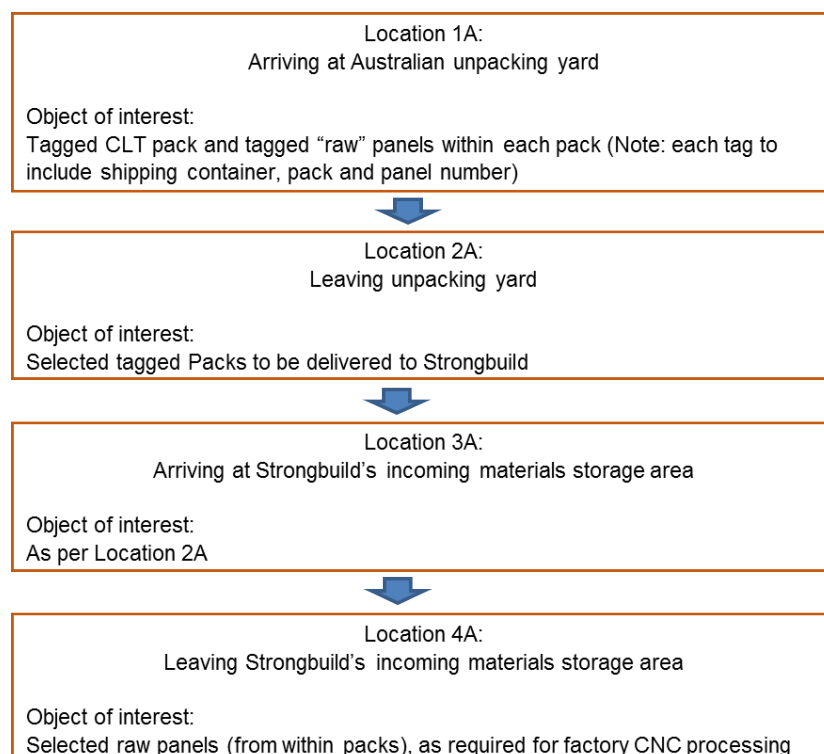 Location 1A:
Arriving at Australian unpacking yard
Object of interest:
Tagged CLT pack and tagged “raw” panels within each pack (Note: each tag to
include shipping container, pack and panel number)
Location 2A:
Leaving unpacking yard
Object of interest:
Selected tagged Packs to be delivered to Strongbuild
Location 3A:
Arriving at Strongbuild’s incoming materials storage area
Object of interest:
As per Location 2A
Location 4A:
Leaving Strongbuild’s incoming materials storage area
Object of interest:
Selected raw panels (from within packs), as required for factory CNC processing